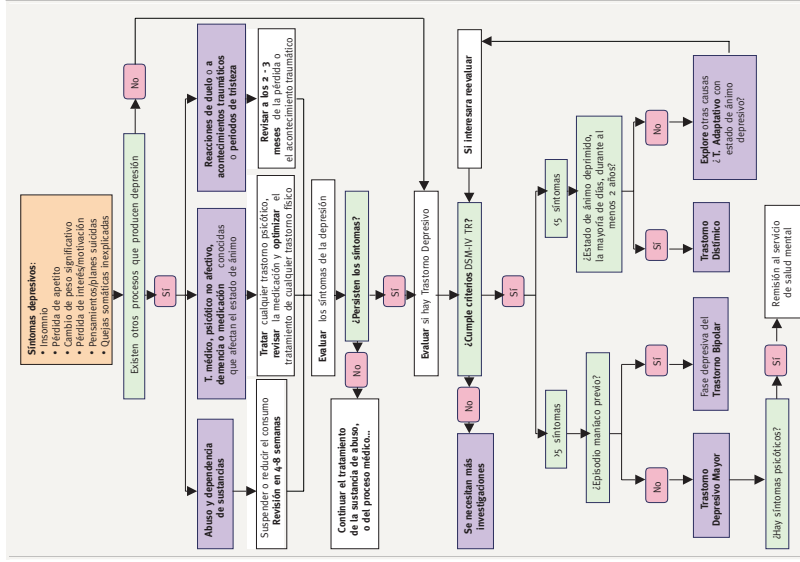 Síntomas depresivos:
• Insomnio
• Pérdida de apetito
• Cambio de peso significativo
• Pérdida de interés/motivación
• Pensamientos/planes suicidas
• Quejas somáticas inexplicadas
Existen otros procesos que producen depresión
No
Sí
Abuso y dependencia
de sustancias
T. médico, psicótico no afectivo,
demencia o medicación conocidas
que afectan el estado de ánimo
Reacciones de duelo o a
acontecimientos traumáticos
o períodos de tristeza
Suspender o reducir el consumo
Revisión en 4-8 semanas
Tratar cualquier trastorno psicótico,
revisar la medicación y optimizar el
tratamiento de cualquier trastorno físico
Revisar a los 2 - 3
meses de la pérdida o
el acontecimiento traumático
Evaluar los síntomas de la depresión
¿Persisten los síntomas?
No
Sí
Continuar el tratamiento
de la sustancia de abuso,
o del proceso médico...
Evaluar si hay Trastorno Depresivo
¿Cumple criterios DSM-IV TR?
Si interesara reevaluar
No
Sí
Se necesitan más
investigaciones
>5 síntomas
<5 síntomas
¿Episodio maníaco previo?
¿Estado de ánimo deprimido,
la mayoría de días, durante al
menos 2 años?
No
Sí
Sí
No
Trastorno
Depresivo Mayor
Fase depresiva del
Trastorno Bipolar
Trastorno
Distímico
Explore otras causas
¿ T. Adaptativo con
estado de ánimo
depresivo?
¿Hay síntomas psicóticos?
Sí
Remisión al servicio
de salud mental